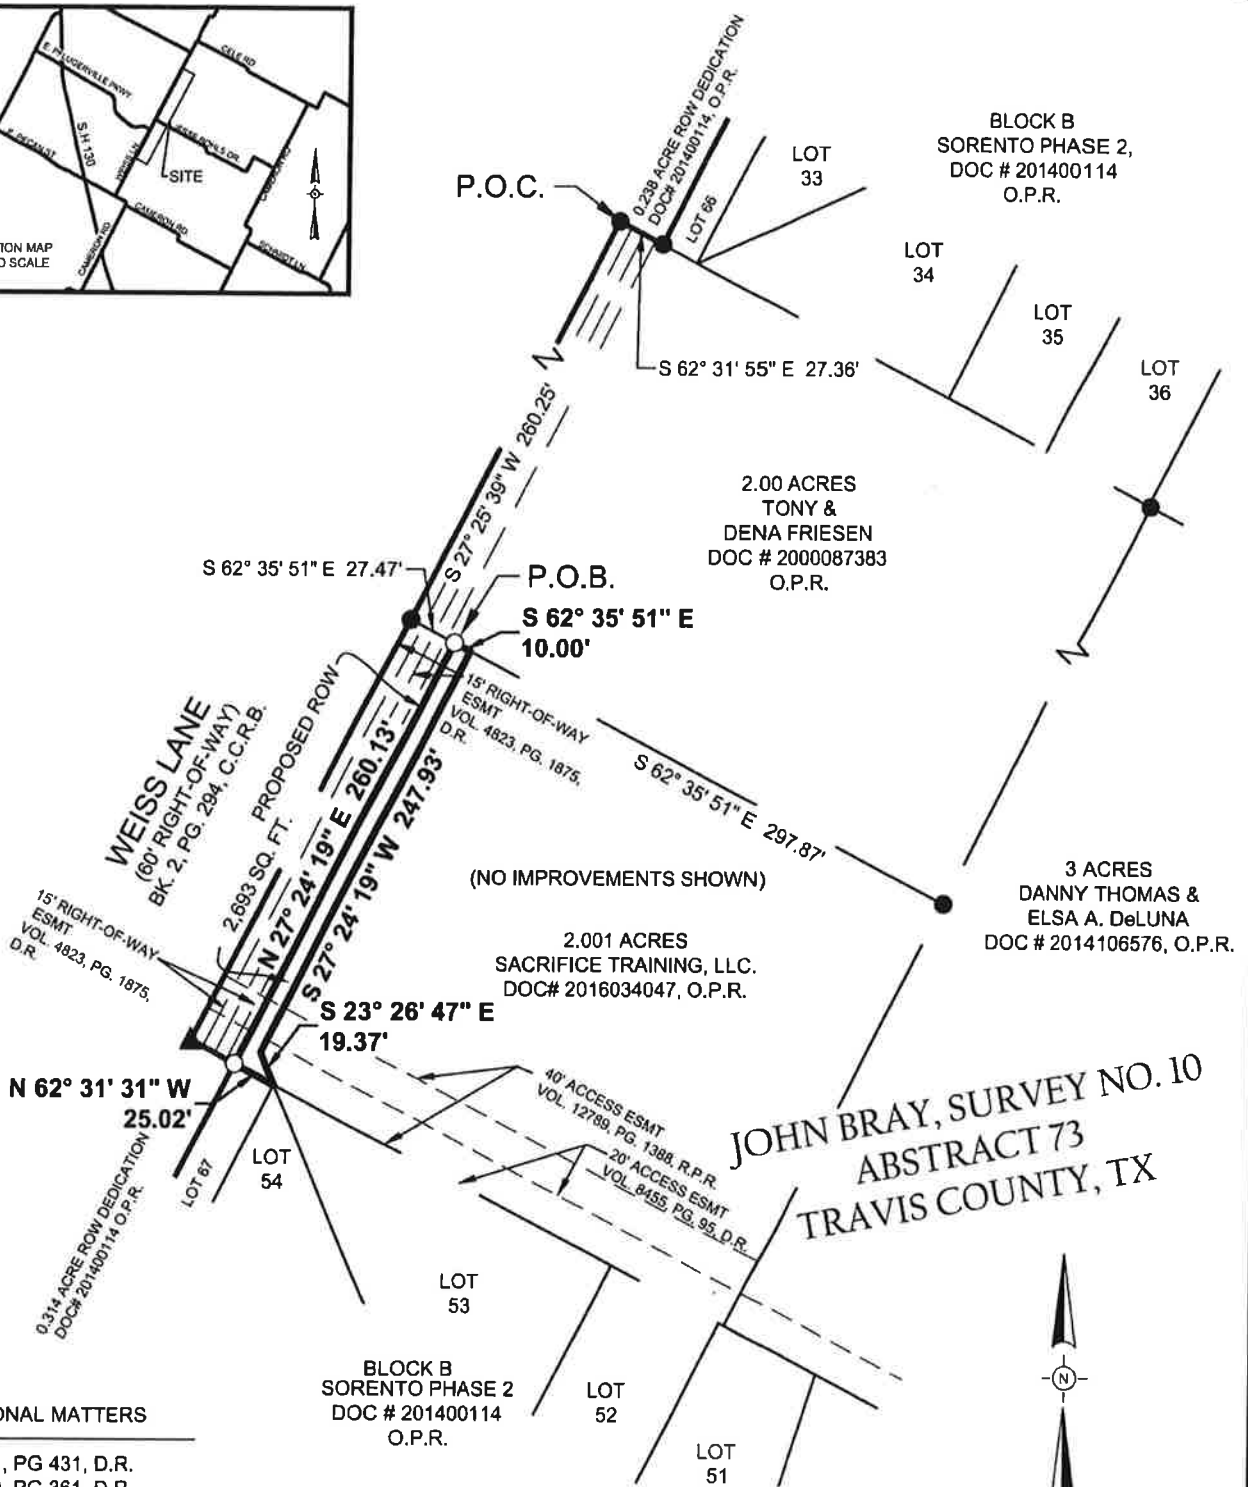 CELE RD
E. PFLUGERVILLE PKWY.
S.H 130
E. PECAN ST
WEISS LN
JESSE BOHLS DR.
SITE
CAMERON RD
CAMERON RD
CAMERON RD
SCHMIDT LN
TION MAP
O SCALE
0.238 ACRE ROW DEDICATION
DOC# 201400114, O.P.R.
P.O.C.
LOT 66
LOT
33
BLOCK B
SORENTO PHASE 2,
DOC # 201400114
O.P.R.
LOT
34
LOT
35
LOT
36
S 62° 31' 55" E 27.36'
S 27° 25' 39" W 260.25'
2.00 ACRES
TONY &
DENA FRIESEN
DOC # 2000087383
O.P.R.
S 62° 35' 51" E 27.47'
P.O.B.
S 62° 35' 51" E
10.00'
15' RIGHT-OF-WAY
ESMT
VOL. 4823, PG. 1875,
D.R.
WEISS LANE
(60' RIGHT-OF-WAY)
BK. 2, PG. 294, C.C.R.B.
PROPOSED ROW
2,693 SQ. FT.
N 27° 24' 19" E 260.13'
S 27° 24' 19" W 247.93'
S 62° 35' 51" E 297.87'
(NO IMPROVEMENTS SHOWN)
3 ACRES
DANNY THOMAS &
ELSA A. DeLUNA
DOC # 2014106576, O.P.R.
15' RIGHT-OF-WAY
ESMT
VOL. 4823, PG. 1875,
D.R.
2.001 ACRES
SACRIFICE TRAINING, LLC.
DOC# 2016034047, O.P.R.
S 23° 26' 47" E
19.37'
N 62° 31' 31" W
25.02'
40' ACCESS ESMT
VOL. 12789, PG. 1388, R.P.R.
20' ACCESS ESMT
VOL. 8455, PG. 95, D.R.
JOHN BRAY, SURVEY NO. 10
ABSTRACT 73
TRAVIS COUNTY, TX
0.314 ACRE ROW DEDICATION
DOC# 201400114 O.P.R.
LOT 67
LOT
54
LOT
53
BLOCK B
SORENTO PHASE 2
DOC # 201400114
O.P.R.
LOT
52
LOT
51
N
ONAL MATTERS
, PG 431, D.R.
, PG 361, D.R.